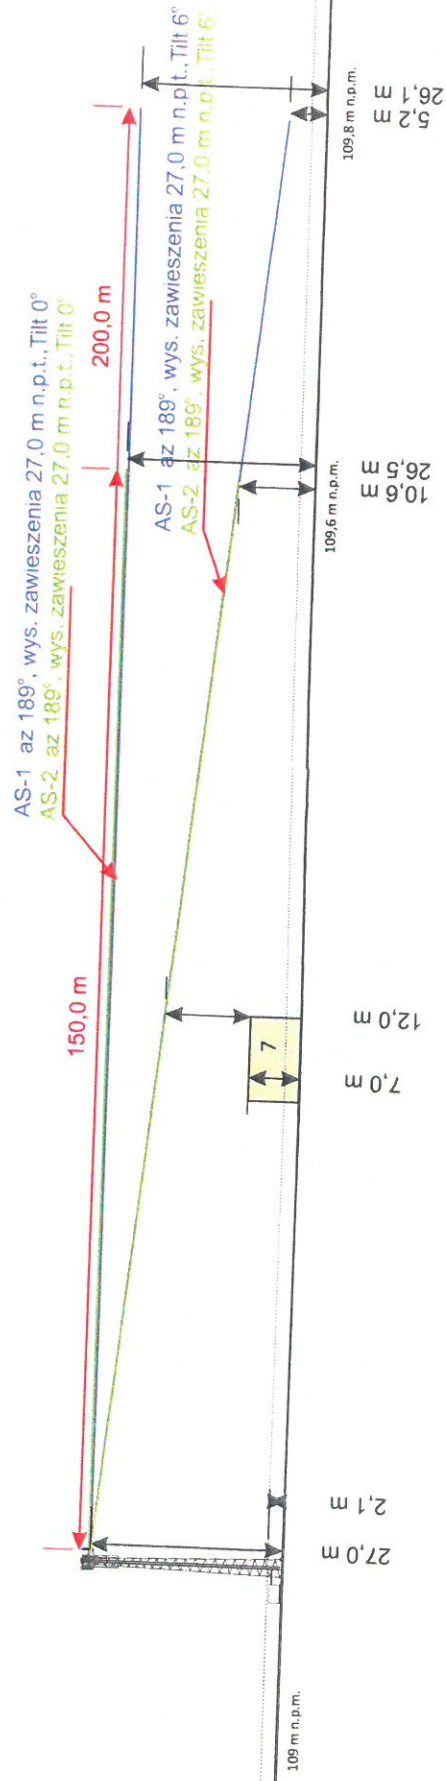 AS-1 az 189°, wys. zawieszenia 27,0 m n.p.t.,Tilt 0°
AS-2 az 189°, wys. zawieszenia 27,0 m n.p.t.,Tilt 0°
150,0 m
200,0 m
AS-1 az 189°, wys. zawieszenia 27,0 m n.p.t.,Tilt 6°
AS-2 az 189°, wys. zawieszenia 27,0 m n.p.t.,Tilt 6°
7
109 m n.p.m.
109,6 m n.p.m.
109,8 m n.p.m.
27,0 m
2,1 m
7,0 m
12,0 m
10,6 m
26,5 m
5,2 m
26,1 m